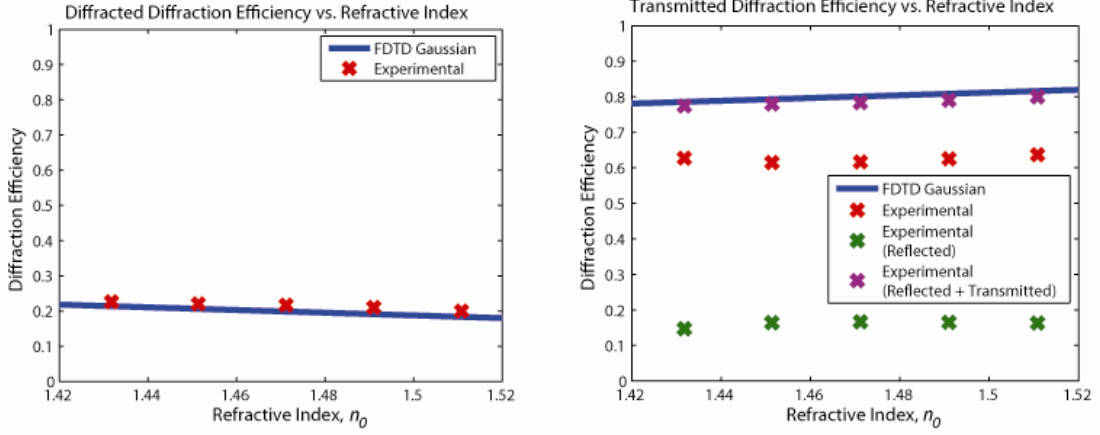 Diffracted Diffraction Efficiency vs. Refractive Index
1
0.9
0.8
0.7
0.6
0.5
0.4
0.3
0.2
0.1
0
Diffraction Efficiency
FDTD Gaussian
Experimental
1.42 1.44 1.46 1.48 1.5 1.52
Refractive Index, n0
Transmitted Diffraction Efficiency vs. Refractive Index
1
0.9
0.8
0.7
0.6
0.5
0.4
0.3
0.2
0.1
0
Diffraction Efficiency
FDTD Gaussian
Experimental
Experimental
(Reflected)
Experimental
(Reflected + Transmitted)
1.42 1.44 1.46 1.48 1.5 1.52
Refractive Index, n0